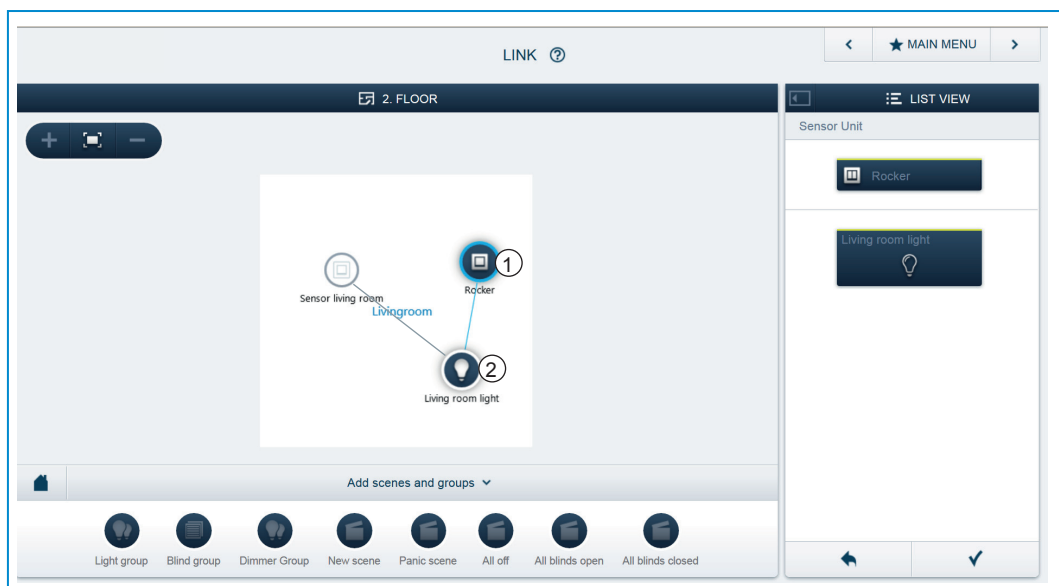 LINK ?
< ★ MAIN MENU >
2. FLOOR
LIST VIEW
Sensor Unit
Rocker
Living room light
Sensor living room
Rocker
1
Livingroom
2
Living room light
Add scenes and groups
Light group Blind group Dimmer Group New scene Panic scene All off All blinds open All blinds closed